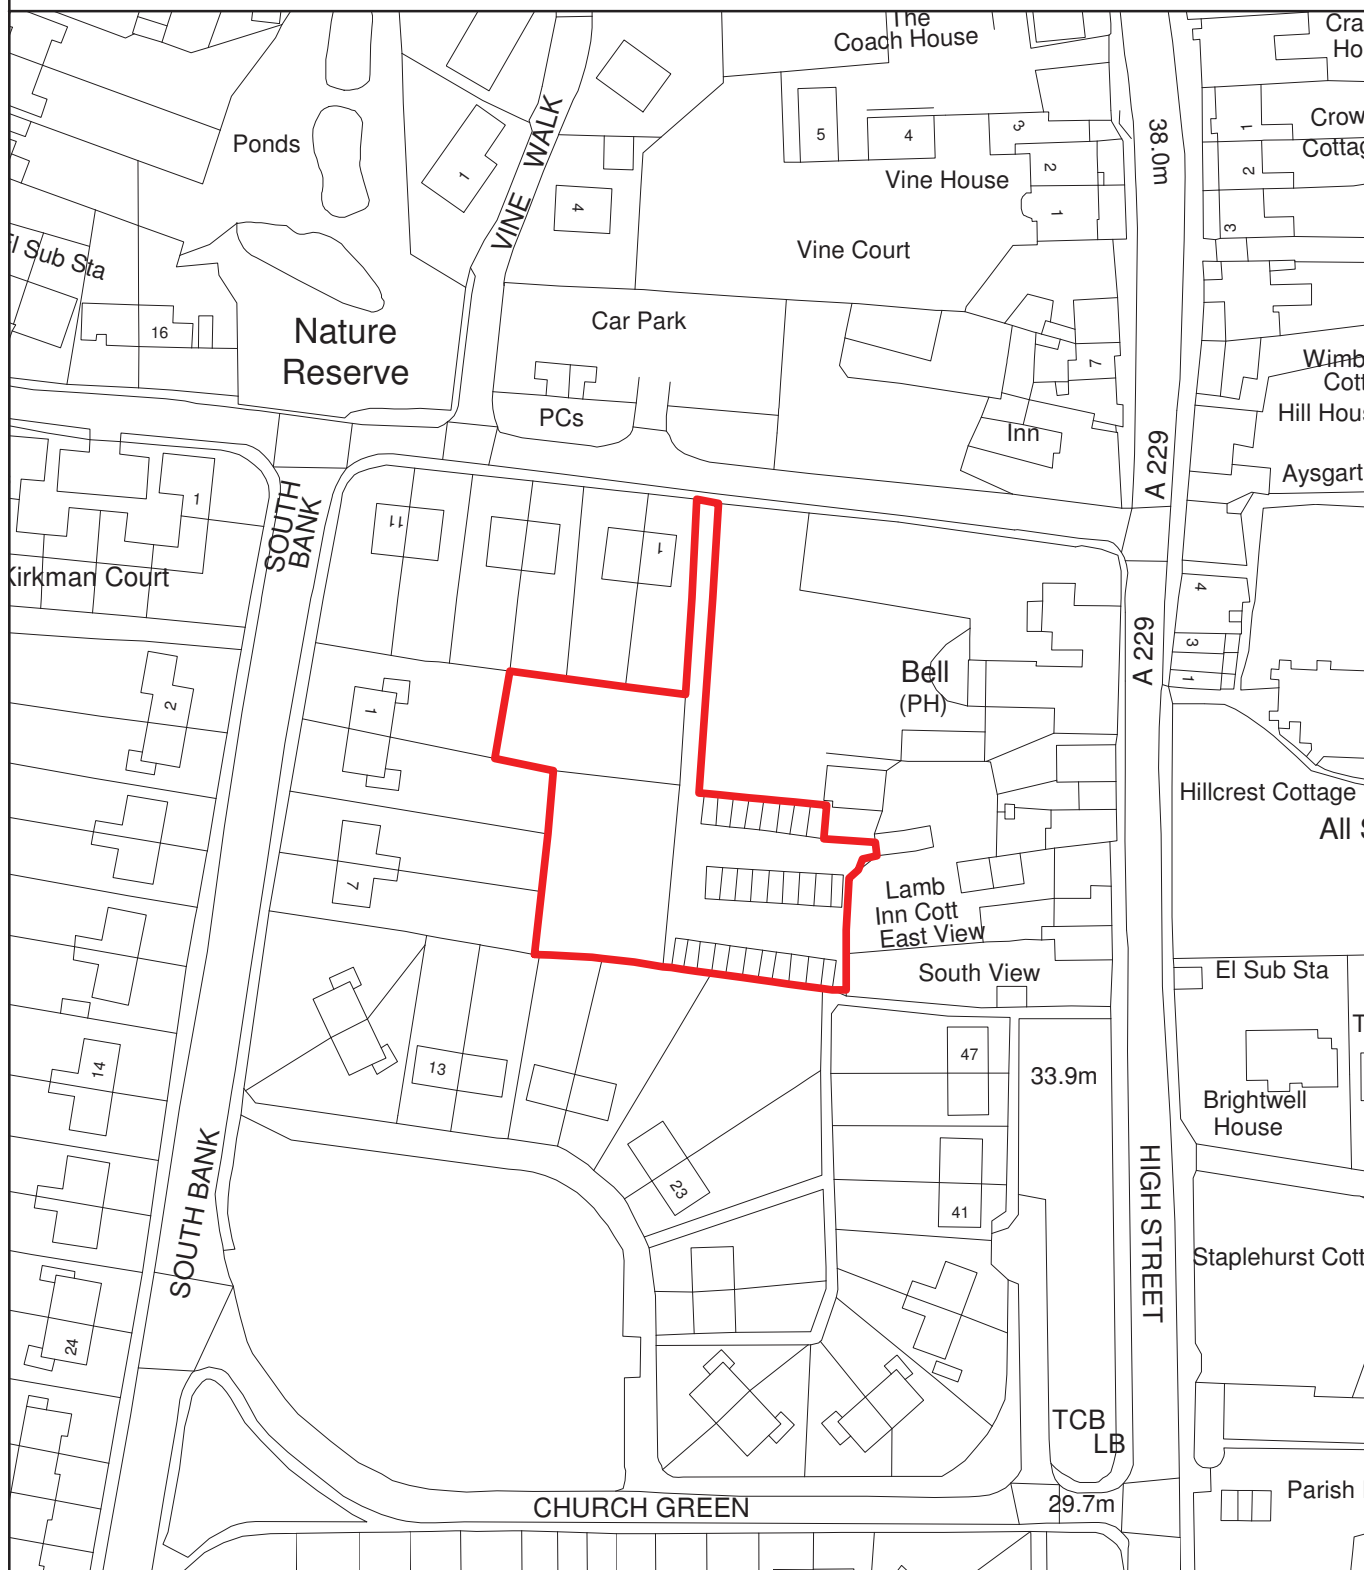 The
Coach House
Cra
Ho
Ponds
VINE WALK
1
4
5
4
3
2
1
38.0m
1
Crow
Cottag
2
3
Vine House
Vine Court
El Sub Sta
16
Nature
Reserve
Car Park
PCs
7
Inn
Wimb
Cott
Hill Hous
Aysgart
A 229
1
SOUTH
BANK
11
1
Kirkman Court
4
3
1
A 229
Bell
(PH)
2
1
7
Hillcrest Cottage
All S
Lamb
Inn Cott
East View
South View
El Sub Sta
14
13
47
33.9m
Brightwell
House
T
SOUTH BANK
23
41
HIGH STREET
Staplehurst Cott
24
TCB
LB
CHURCH GREEN
29.7m
Parish